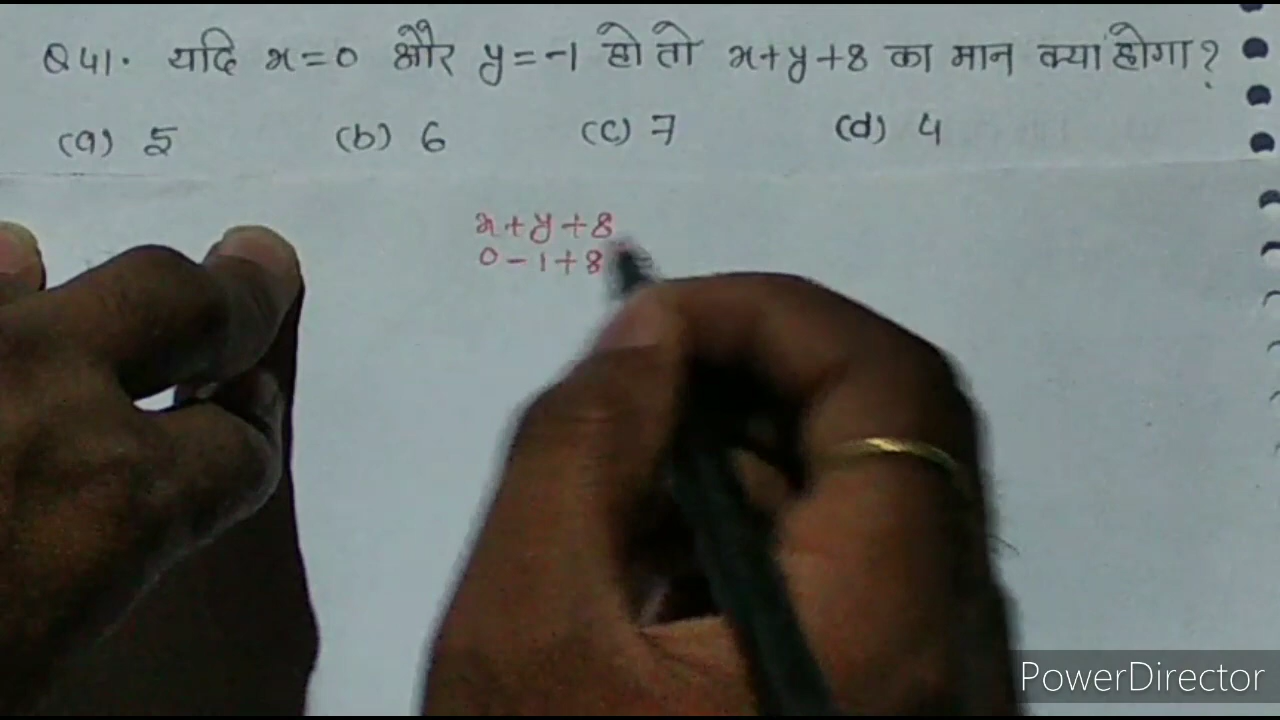 Q41. यदि x=0 और y=-1 हो तो x+y+8 का मान क्या होगा?
(a) 5 (b) 6 (c) 7 (d) 4
x+y+8
0-1+8
PowerDirector